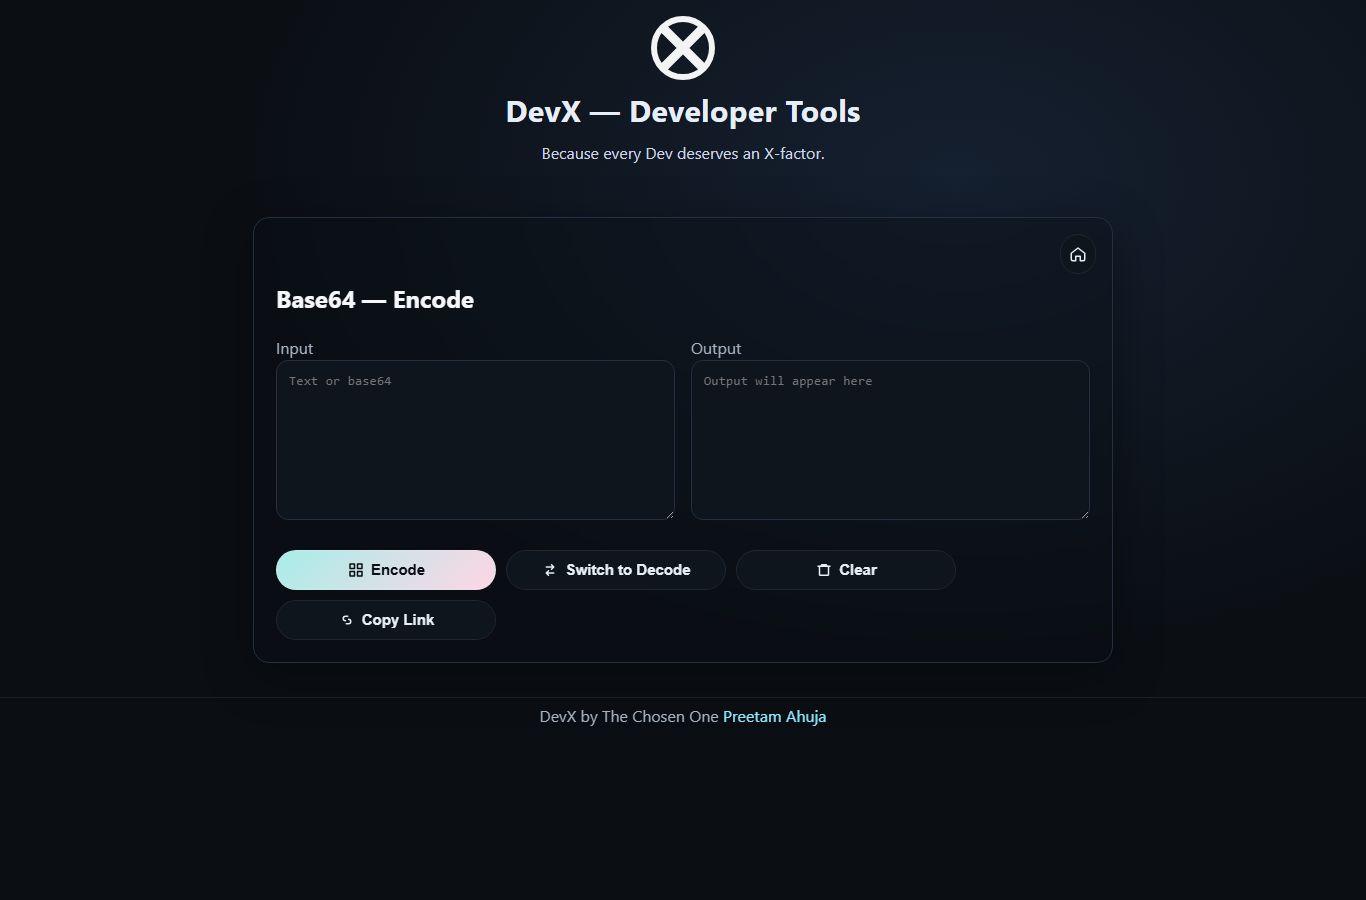 DevX — Developer Tools
Because every Dev deserves an X-factor.
Base64 — Encode
Input
Output
Text or base64
Output will appear here
Encode
Switch to Decode
Clear
Copy Link
DevX by The Chosen One Preetam Ahuja